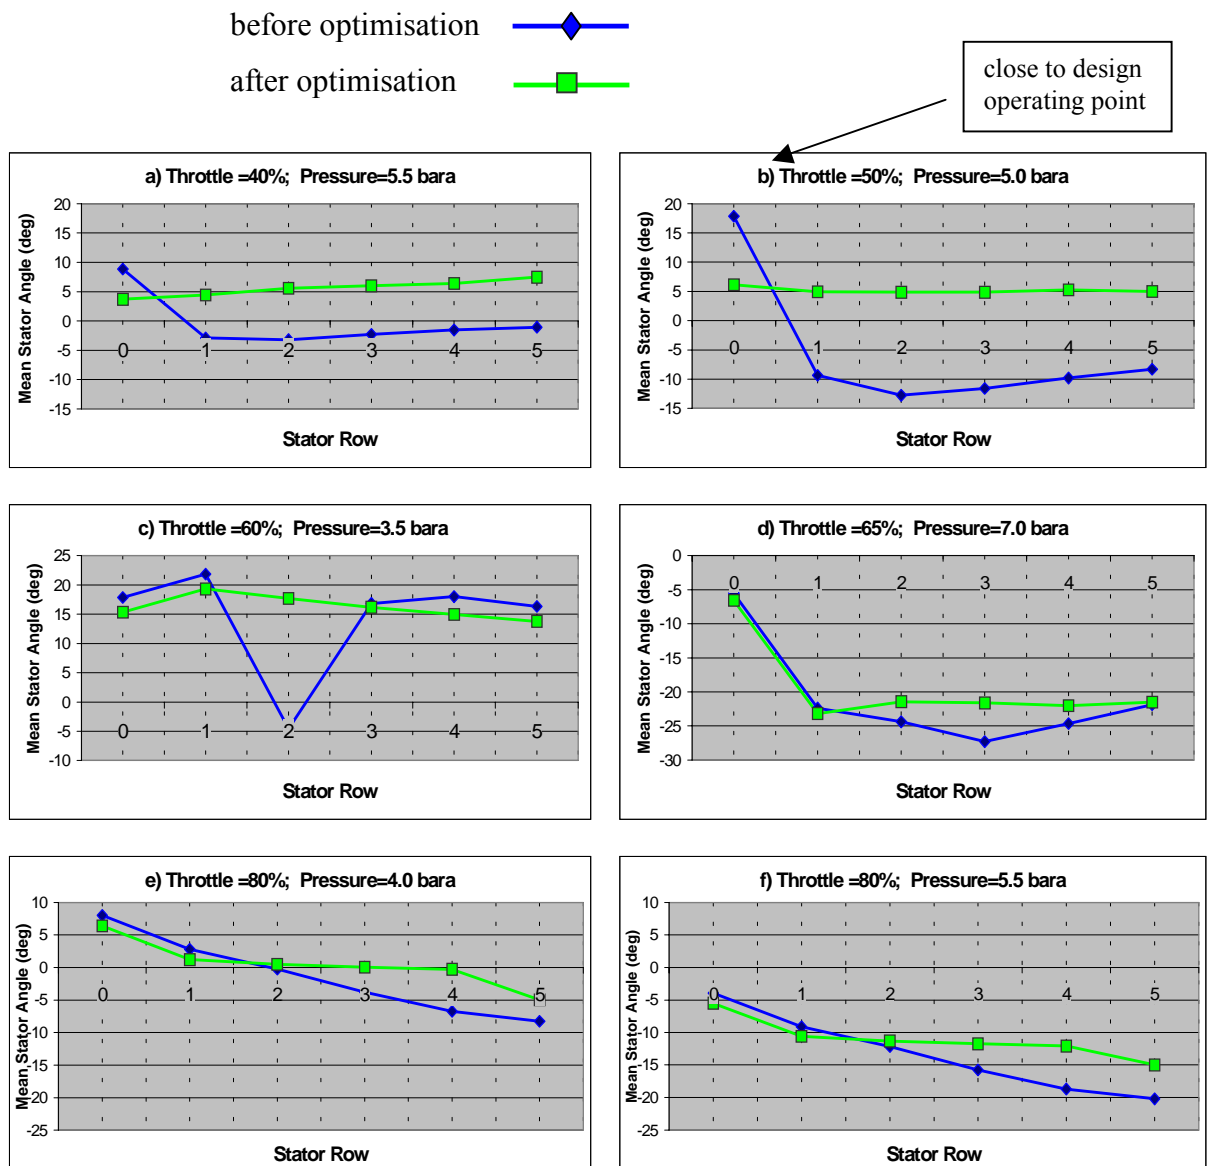 before optimisation
after optimisation
close to design
operating point
a) Throttle =40%; Pressure=5.5 bara
20
15
10
5
0
-5
-10
-15
0 1 2 3 4 5
Mean Stator Angle (deg)
Stator Row
b) Throttle =50%; Pressure=5.0 bara
20
15
10
5
0
-5
-10
-15
0 1 2 3 4 5
Mean Stator Angle (deg)
Stator Row
c) Throttle =60%; Pressure=3.5 bara
25
20
15
10
5
0
-5
-10
0 1 2 3 4 5
Mean Stator Angle (deg)
Stator Row
d) Throttle =65%; Pressure=7.0 bara
0
-5
-10
-15
-20
-25
-30
0 1 2 3 4 5
Mean Stator Angle (deg)
Stator Row
e) Throttle =80%; Pressure=4.0 bara
10
5
0
-5
-10
-15
-20
-25
0 1 2 3 4 5
Mean Stator Angle (deg)
Stator Row
f) Throttle =80%; Pressure=5.5 bara
10
5
0
-5
-10
-15
-20
-25
0 1 2 3 4 5
Mean Stator Angle (deg)
Stator Row